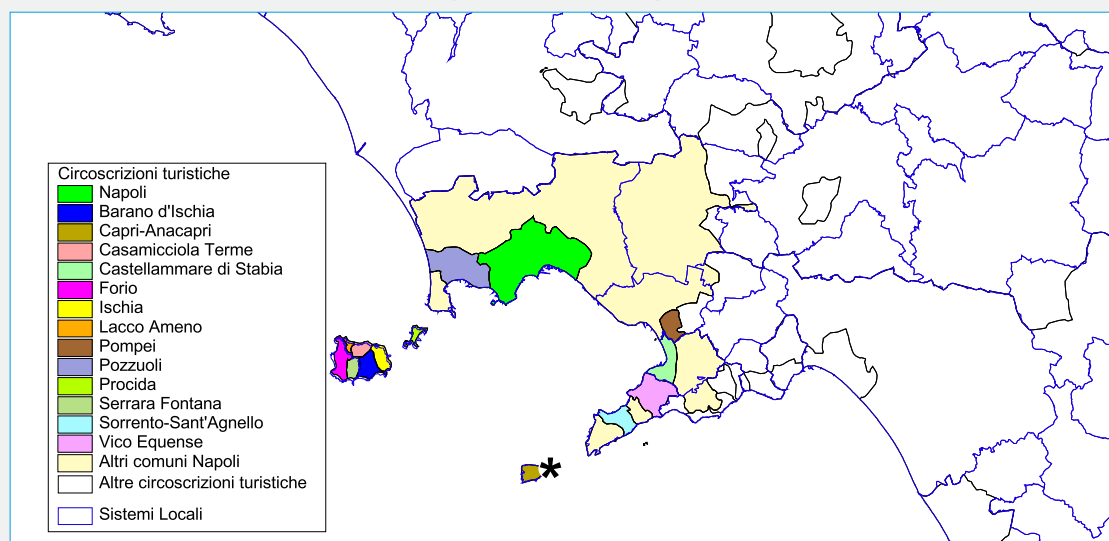 Circoscrizioni turistiche
Napoli
Barano d'Ischia
Capri-Anacapri
Casamicciola Terme
Castellammare di Stabia
Forio
Ischia
Lacco Ameno
Pompei
Pozzuoli
Procida
Serrara Fontana
Sorrento-Sant'Agnello
Vico Equense
Altri comuni Napoli
Altre circoscrizioni turistiche
Sistemi Locali
*